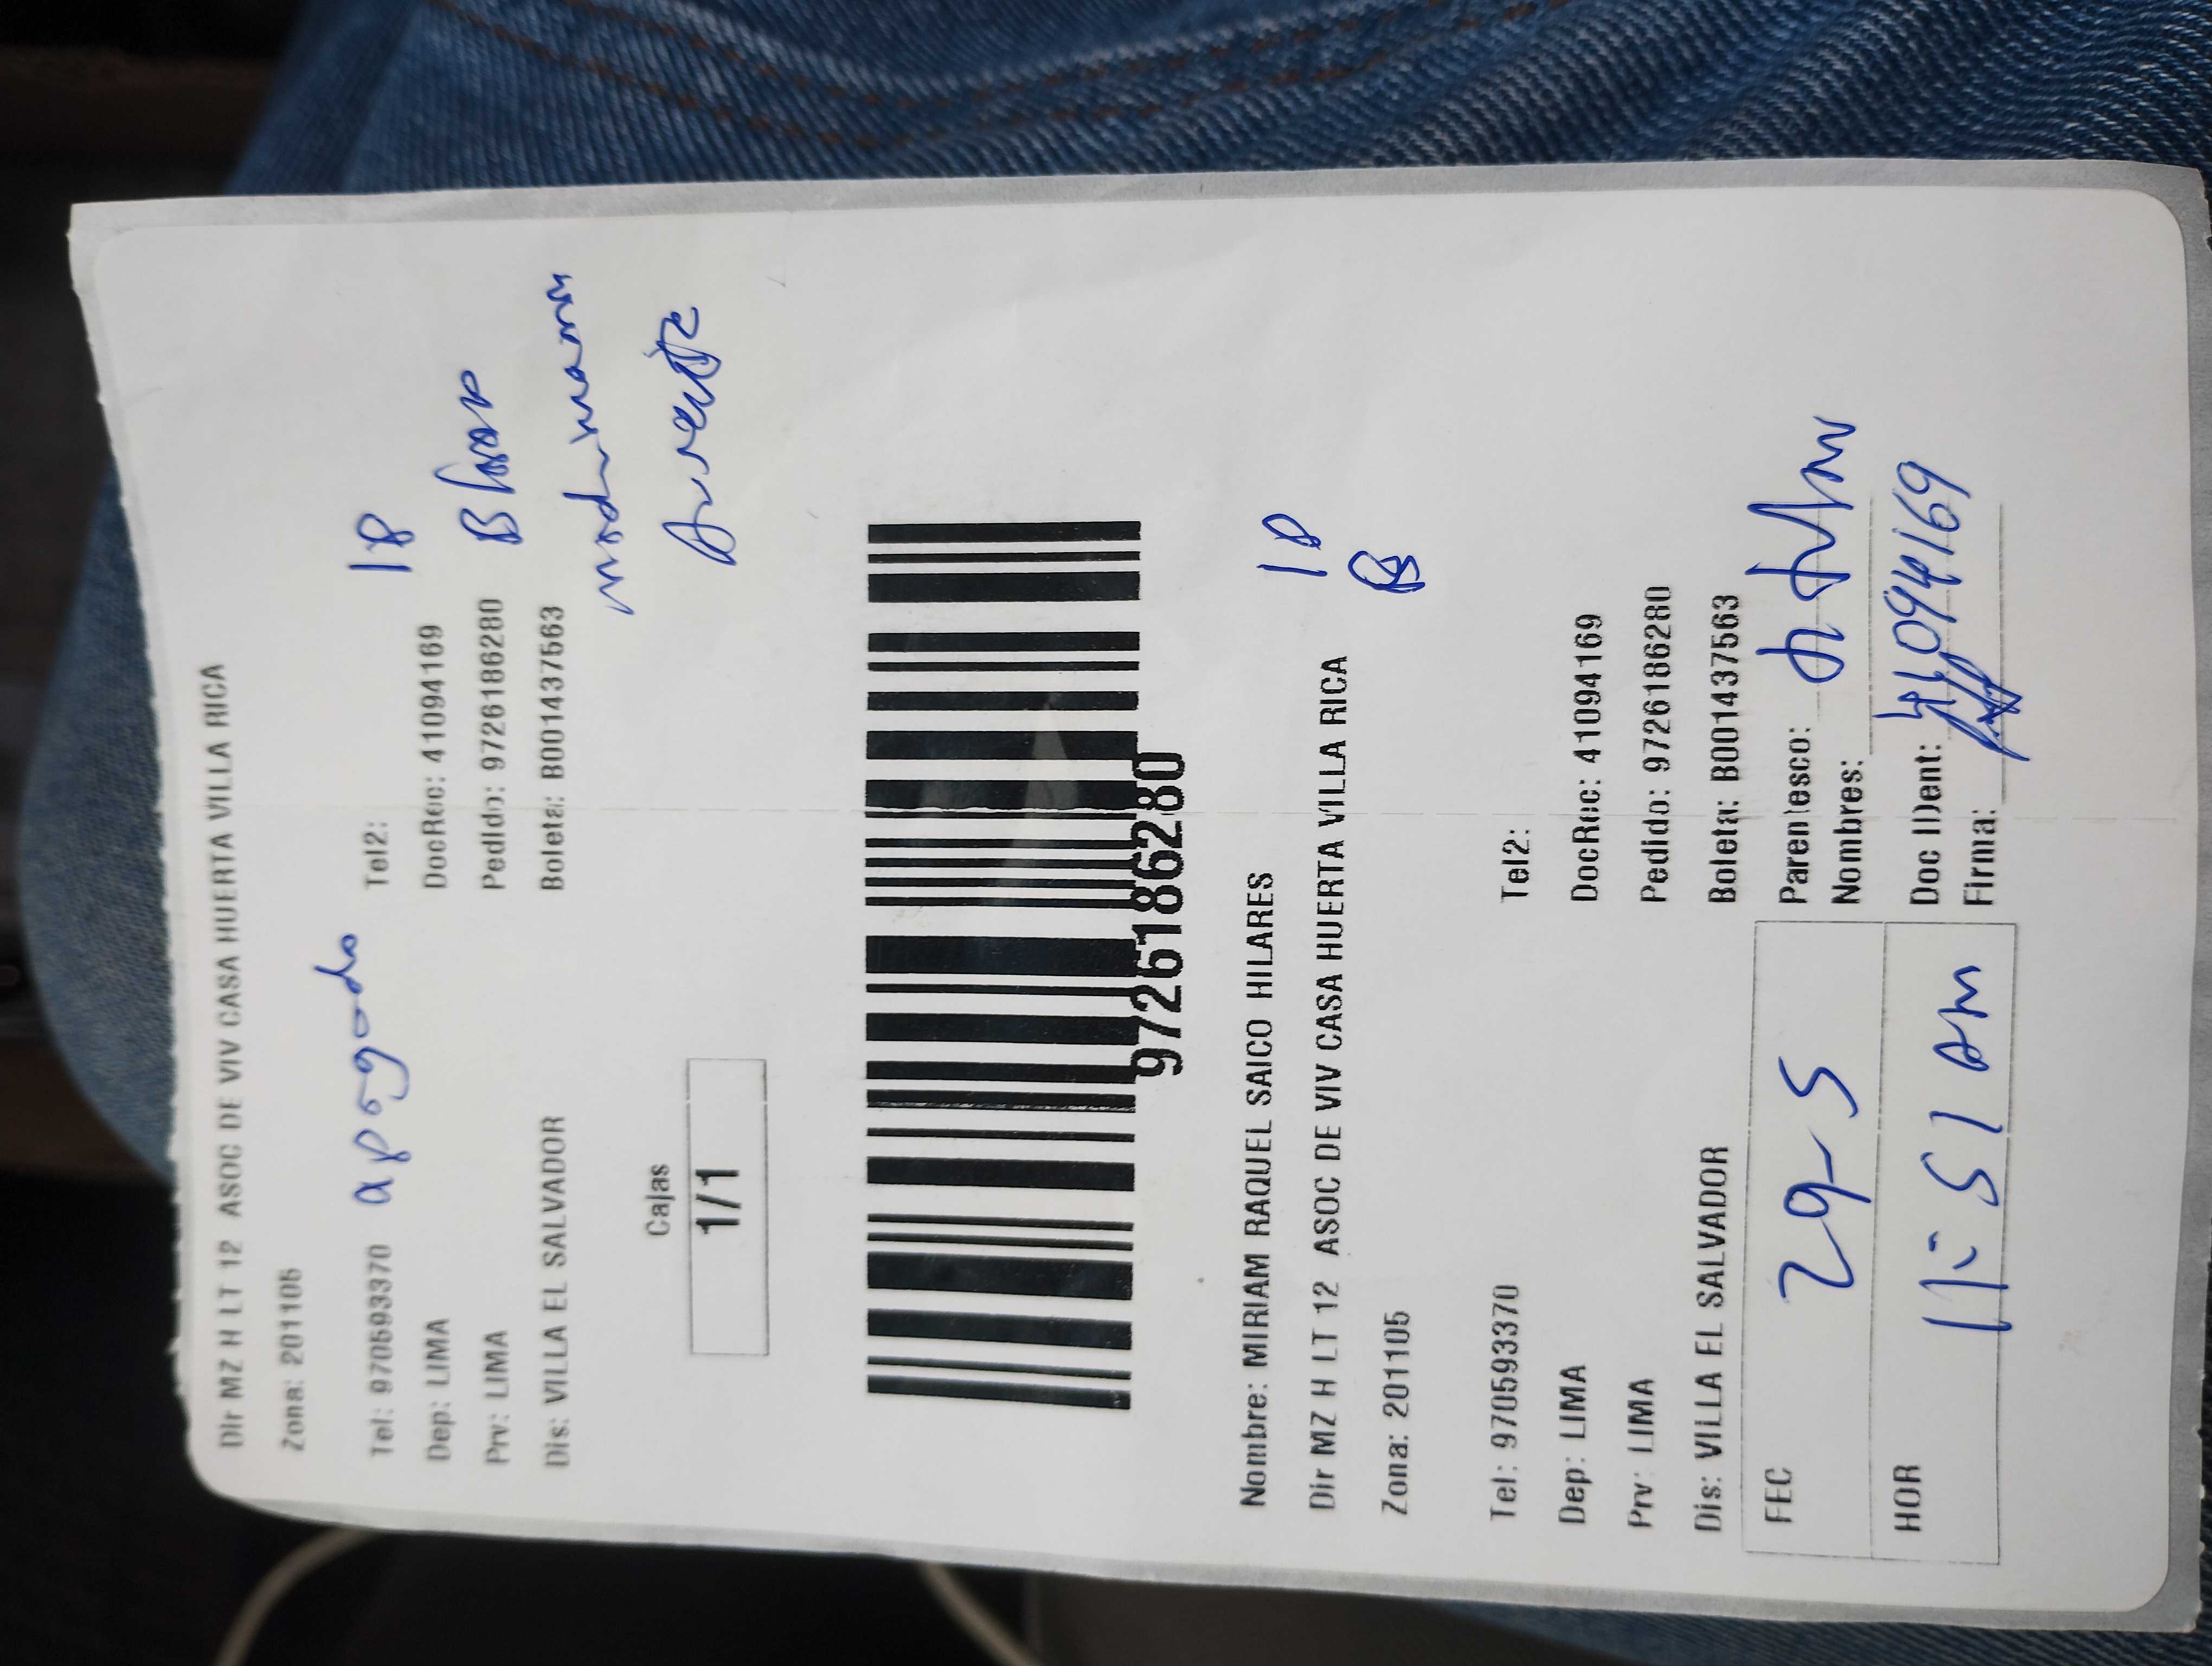 Dir MZ H LT 12 ASOC DE VIV CASA HUERTA VILLA RICA
Zona: 201105
Tel: 970593370 apagado Tel2:
1P
Dep: LIMA DocRec: 41094169
Prv: LIMA Pedido: 9726186280
Dis: VILLA EL SALVADOR Boleta: B001437563
Cajas
1/1
9726186280
Nombre: MIRIAM RAQUEL SAICO HILARES
Dir MZ H LT 12 ASOC DE VIV CASA HUERTA VILLA RICA
1P
Zona: 201105
Tel: 970593370 Tel2:
Dep: LIMA DocRec: 41094169
Prv: LIMA Pedido: 9726186280
Dis: VILLA EL SALVADOR Boleta: B001437563
FEC 29-5 Parentesco:
Nombres:
HOR 11:51 am Doc IDent: 41094169
Firma: